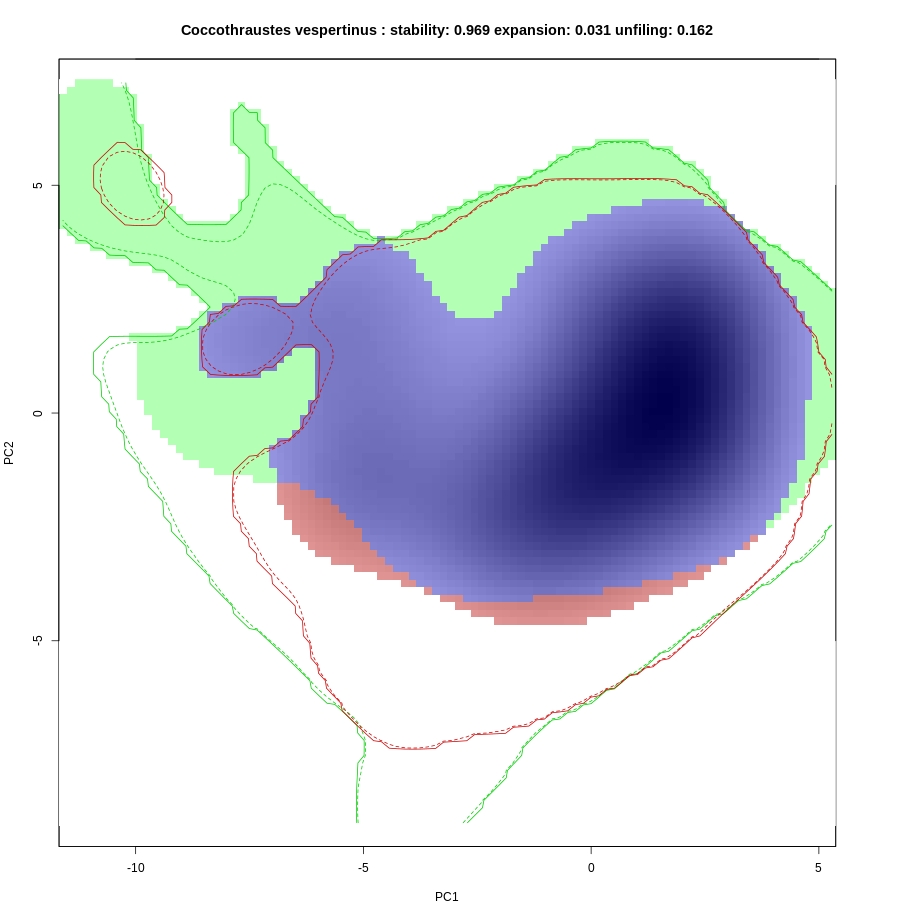 Coccothraustes vespertinus : stability: 0.969 expansion: 0.031 unfiling: 0.162
5
0
-5
PC2
-10 -5 0 5
PC1